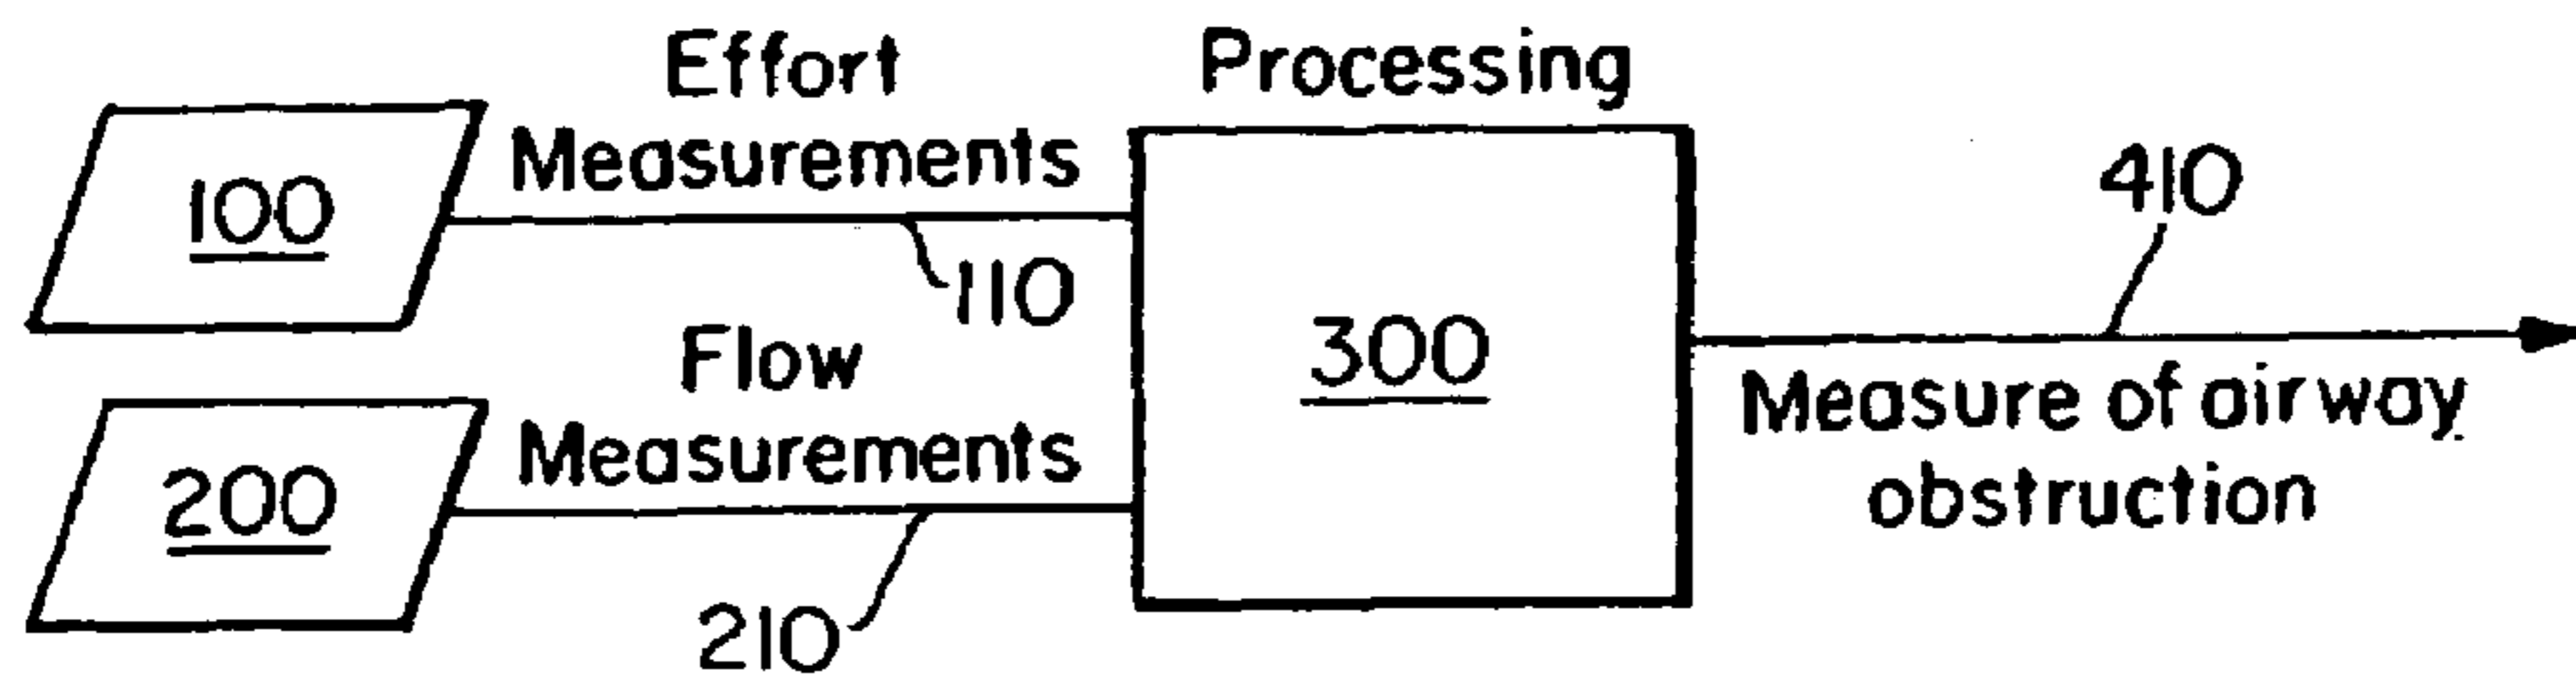 Effort
Measurements
100
110
Flow
Measurements
200
210
Processing
300
410
Measure of airway
obstruction